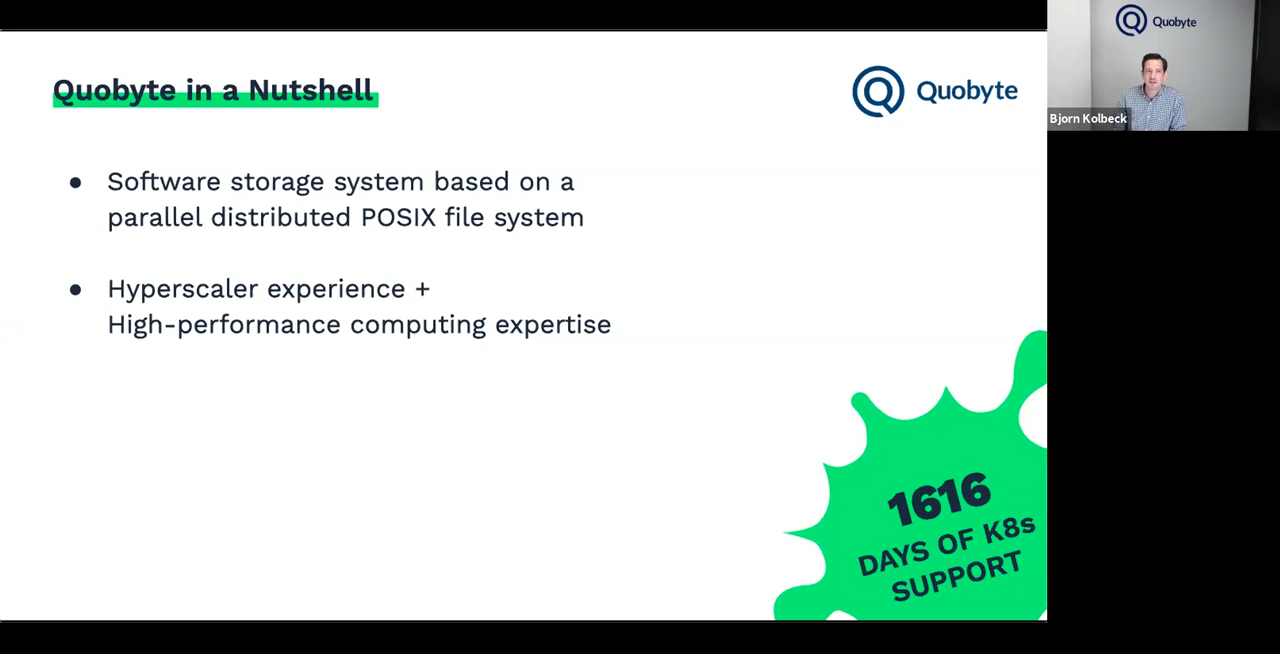 Quobyte in a Nutshell
Quobyte
● Software storage system based on a
parallel distributed POSIX file system
● Hyperscaler experience +
High-performance computing expertise
1616
DAYS OF K8s
SUPPORT
Quobyte
Bjorn Kolbeck